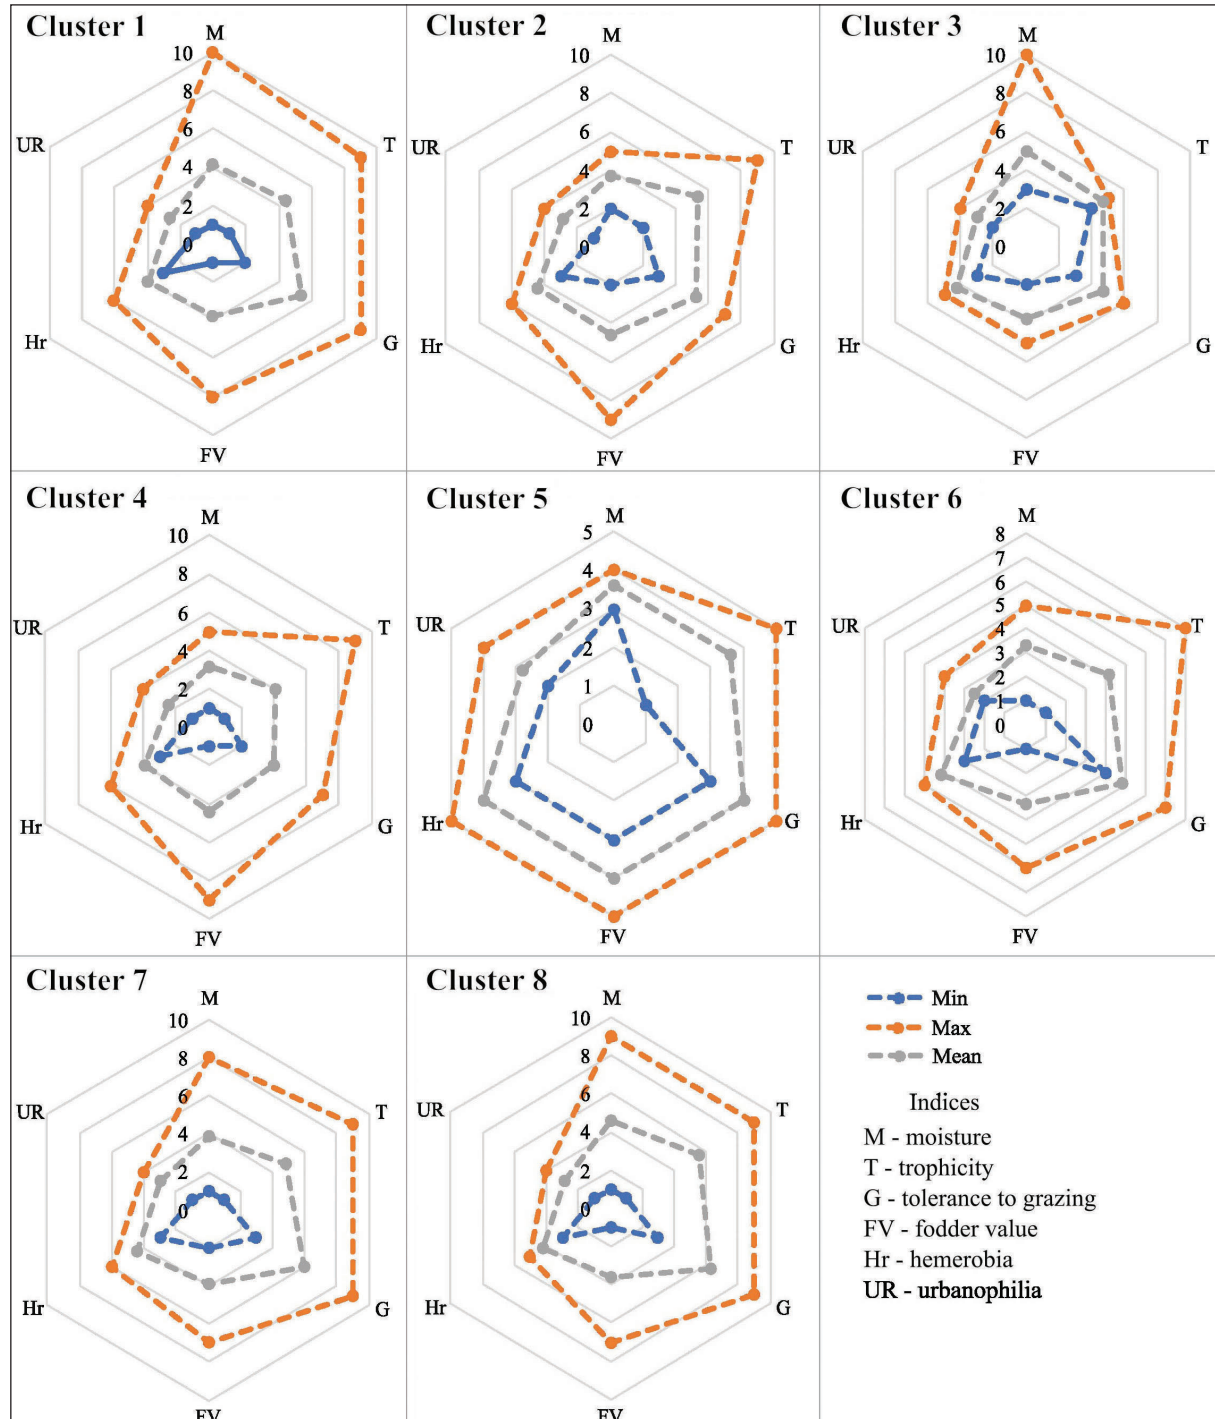 Cluster 1
M
10
8
6
4
2
0
UR
T
Hr
G
FV
Cluster 2
M
10
8
6
4
2
0
UR
T
Hr
G
FV
Cluster 3
M
10
8
6
4
2
0
UR
T
Hr
G
FV
Cluster 4
M
10
8
6
4
2
0
UR
T
Hr
G
FV
Cluster 5
M
5
4
3
2
1
0
UR
T
Hr
G
FV
Cluster 6
M
8
7
6
5
4
3
2
1
0
UR
T
Hr
G
FV
Cluster 7
M
10
8
6
4
2
0
UR
T
Hr
G
FV
Cluster 8
M
10
8
6
4
2
0
UR
T
Hr
G
FV
Min
Max
Mean
Indices
M - moisture
T - trophicity
G - tolerance to grazing
FV - fodder value
Hr - hemerobia
UR - urbanophilia